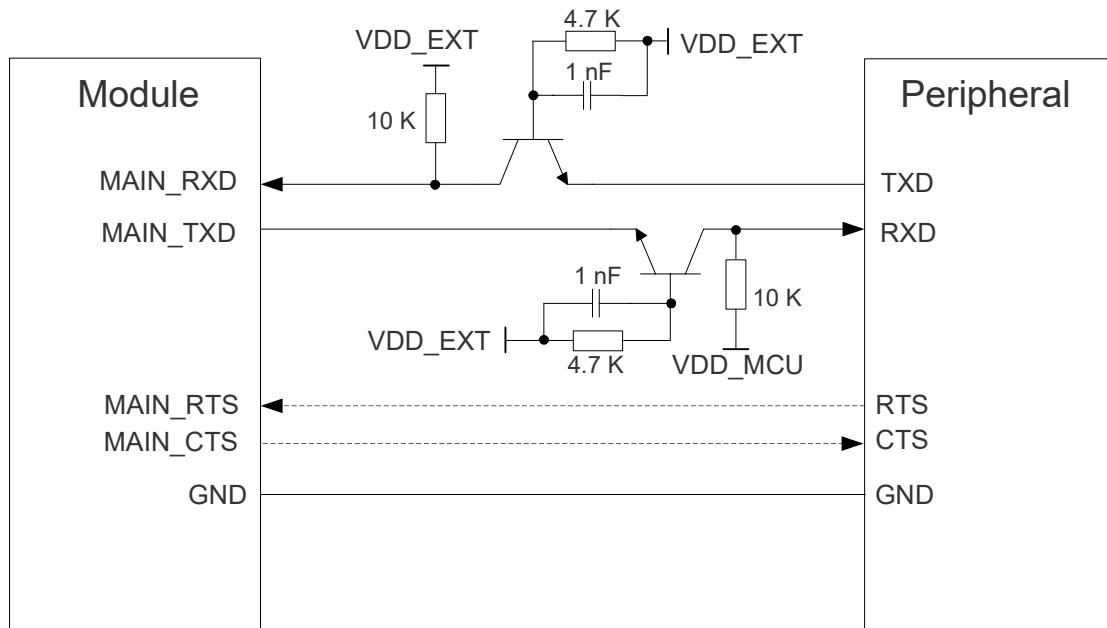 4.7 K
VDD_EXT
VDD_EXT
1 nF
Module
Peripheral
10 K
MAIN_RXD
TXD
MAIN_TXD
RXD
1 nF
10 K
VDD_EXT
4.7 K
VDD_MCU
MAIN_RTS
RTS
MAIN_CTS
CTS
GND
GND